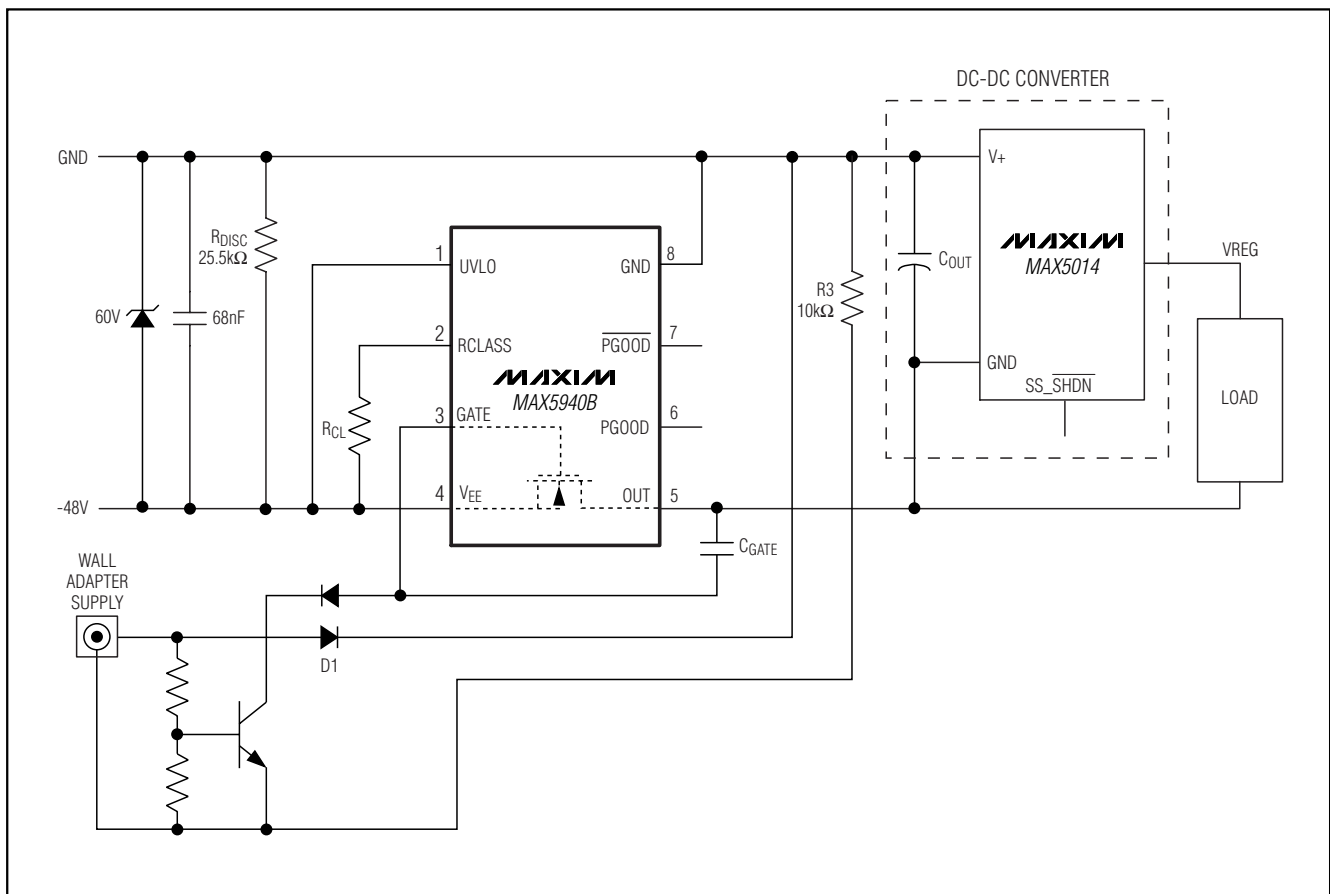 DC-DC CONVERTER
GND
V+
RDISC
25.5kΩ
MAXIM
MAX5014
1
UVLO
GND
8
COUT
VREG
R3
10kΩ
60V
68nF
2
RCLASS
PGOOD
7
GND
MAXIM
MAX5940B
SS_SHDN
LOAD
RCL
3
GATE
PGOOD
6
-48V
4
VEE
OUT
5
CGATE
WALL
ADAPTER
SUPPLY
D1